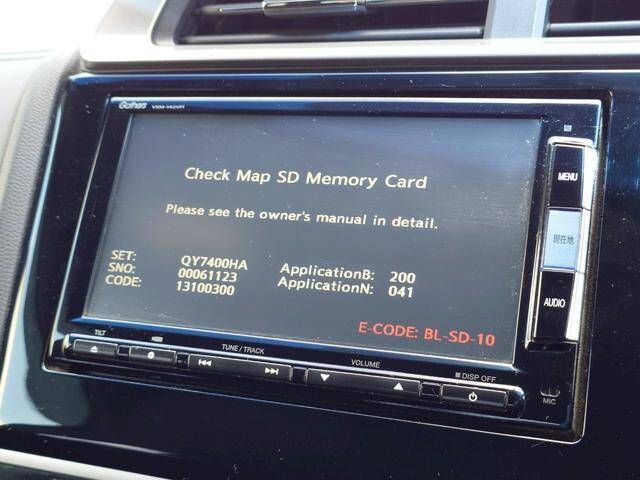 Gathers VXM-142VFi
Check Map SD Memory Card
Please see the owner's manual in detail.
SET: QY7400HA ApplicationB: 200
SNO: 00061123 ApplicationN: 041
CODE: 13100300
E-CODE: BL-SD-10
MENU
現在地
AUDIO
TILT
TUNE / TRACK
VOLUME
DISP OFF
MIC